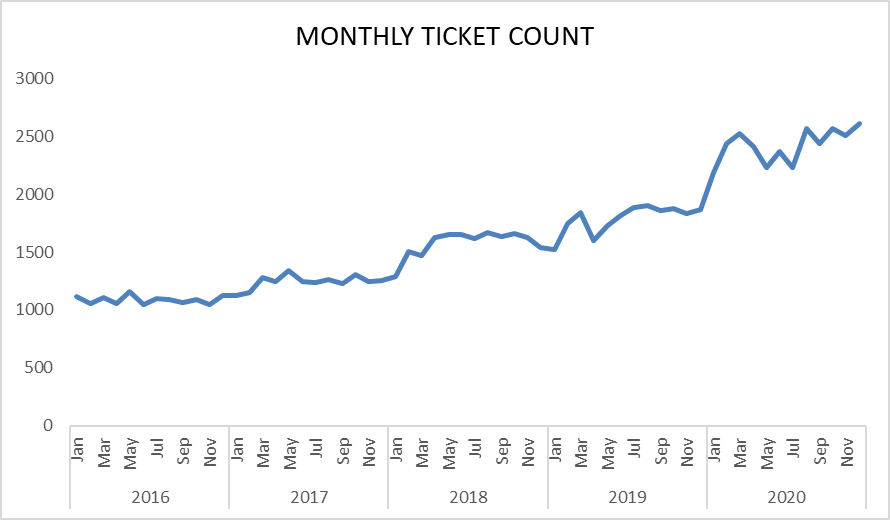 MONTHLY TICKET COUNT
3000
2500
2000
1500
1000
500
0
Jan Mar May Jul Sep Nov Jan Mar May Jul Sep Nov Jan Mar May Jul Sep Nov Jan Mar May Jul Sep Nov Jan Mar May Jul Sep Nov
2016 2017 2018 2019 2020